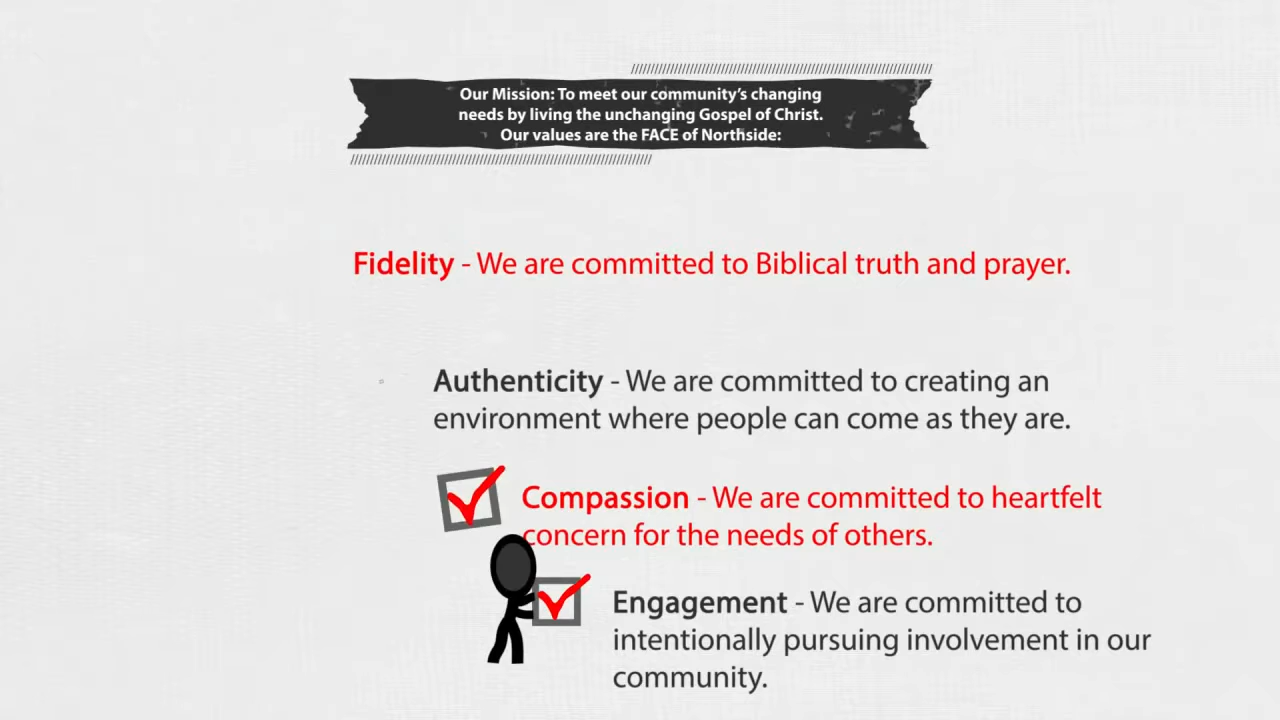 Our Mission: To meet our community’s changing
needs by living the unchanging Gospel of Christ.
Our values are the FACE of Northside:
Fidelity - We are committed to Biblical truth and prayer.
Authenticity - We are committed to creating an
environment where people can come as they are.
Compassion - We are committed to heartfelt
concern for the needs of others.
Engagement - We are committed to
intentionally pursuing involvement in our
community.